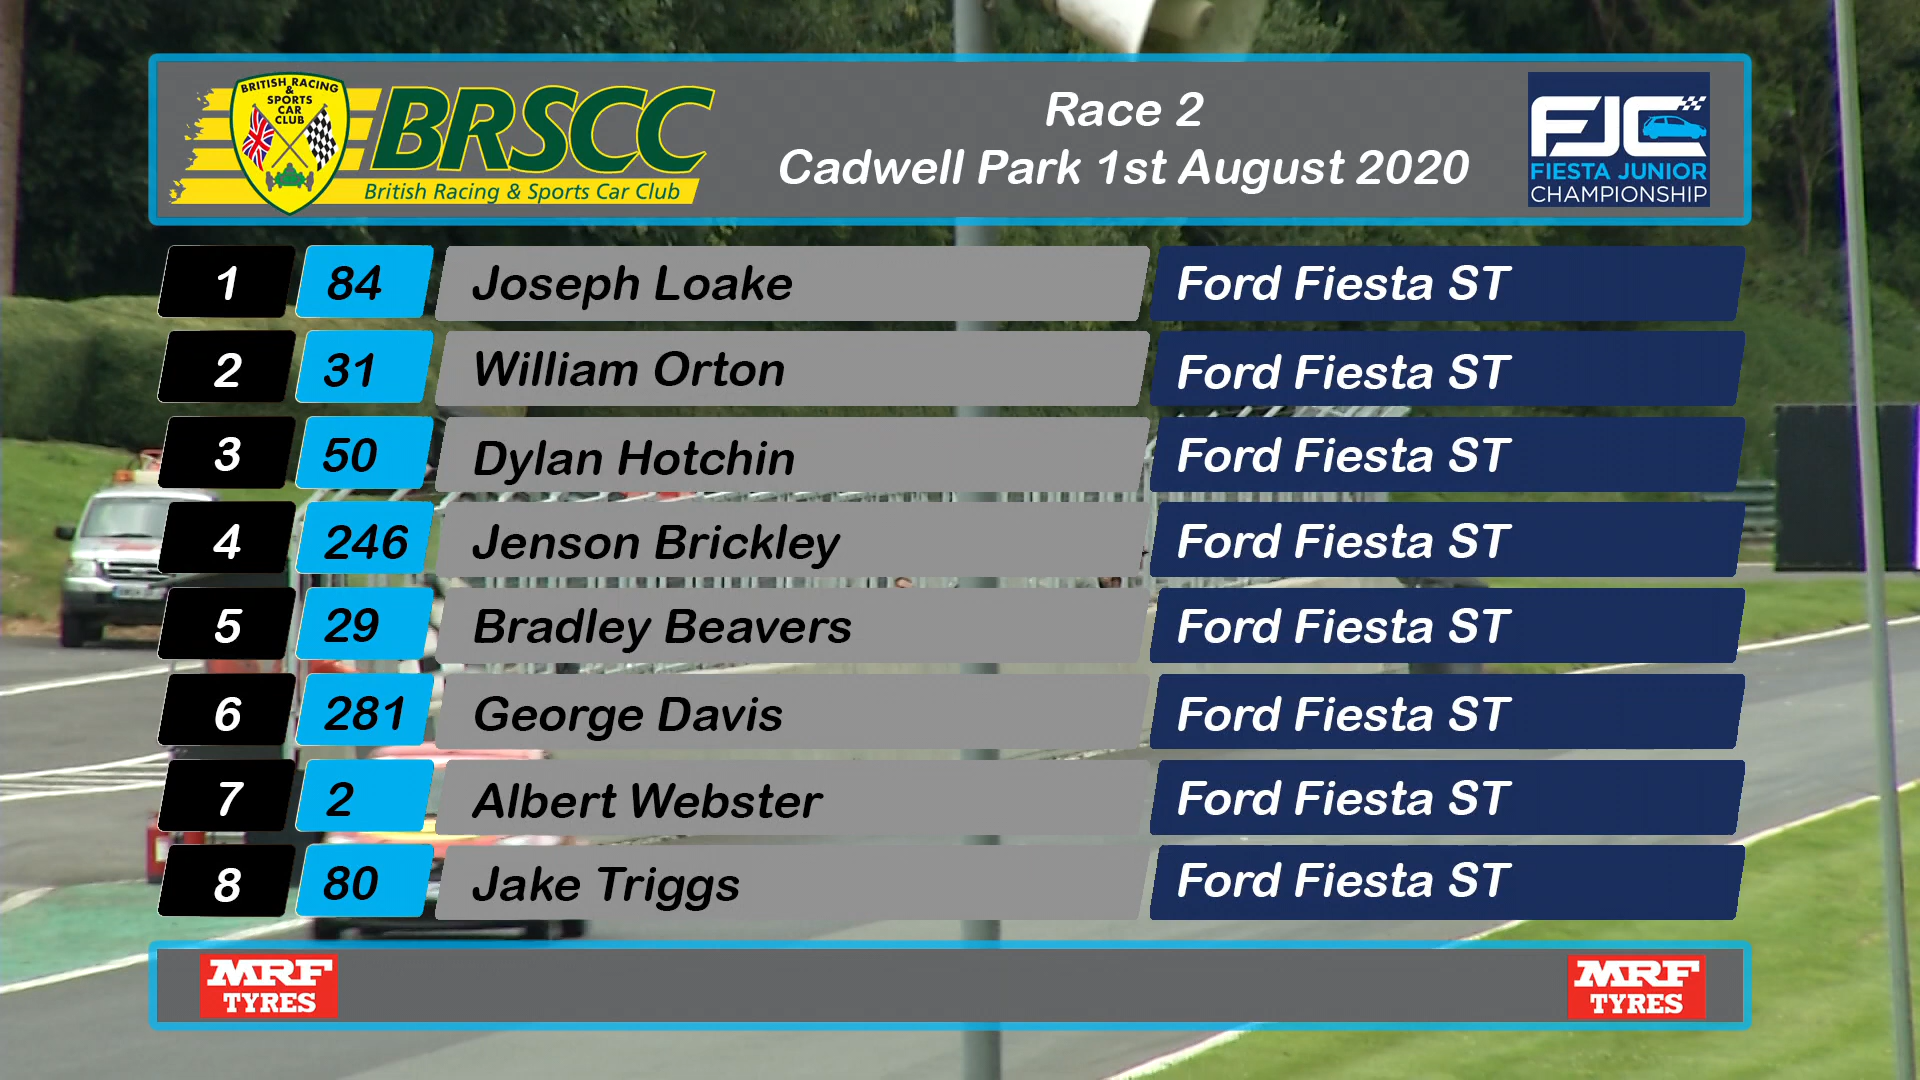 BRITISH RACING
&
SPORTS
CAR
CLUB
BRSCC
British Racing & Sports Car Club
Race 2
Cadwell Park 1st August 2020
FJC
FIESTA JUNIOR
CHAMPIONSHIP
1 84 Joseph Loake Ford Fiesta ST
2 31 William Orton Ford Fiesta ST
3 50 Dylan Hotchin Ford Fiesta ST
4 246 Jenson Brickley Ford Fiesta ST
5 29 Bradley Beavers Ford Fiesta ST
6 281 George Davis Ford Fiesta ST
7 2 Albert Webster Ford Fiesta ST
8 80 Jake Triggs Ford Fiesta ST
MRF
TYRES
MRF
TYRES